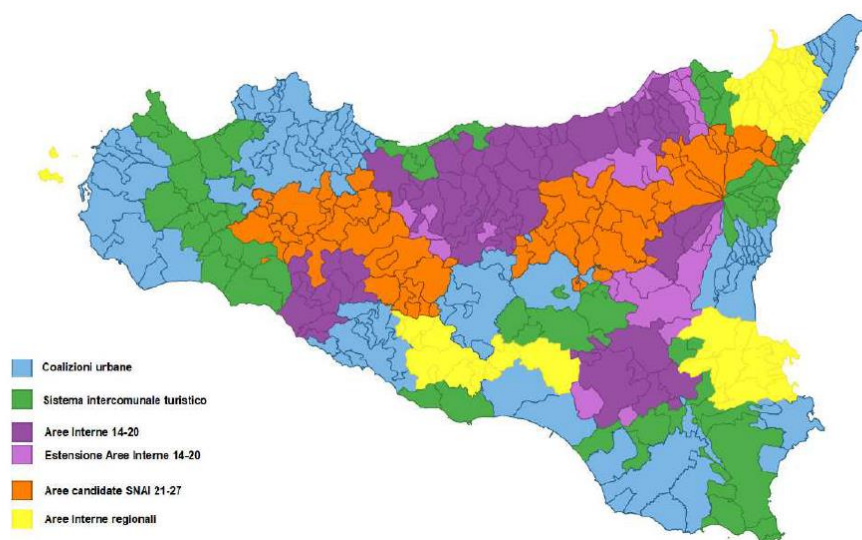 Coalizioni urbane
Sistema intercomunale turistico
Aree Interne 14-20
Estensione Aree Interne 14-20
Aree candidate SNAI 21-27
Aree Interne regionali